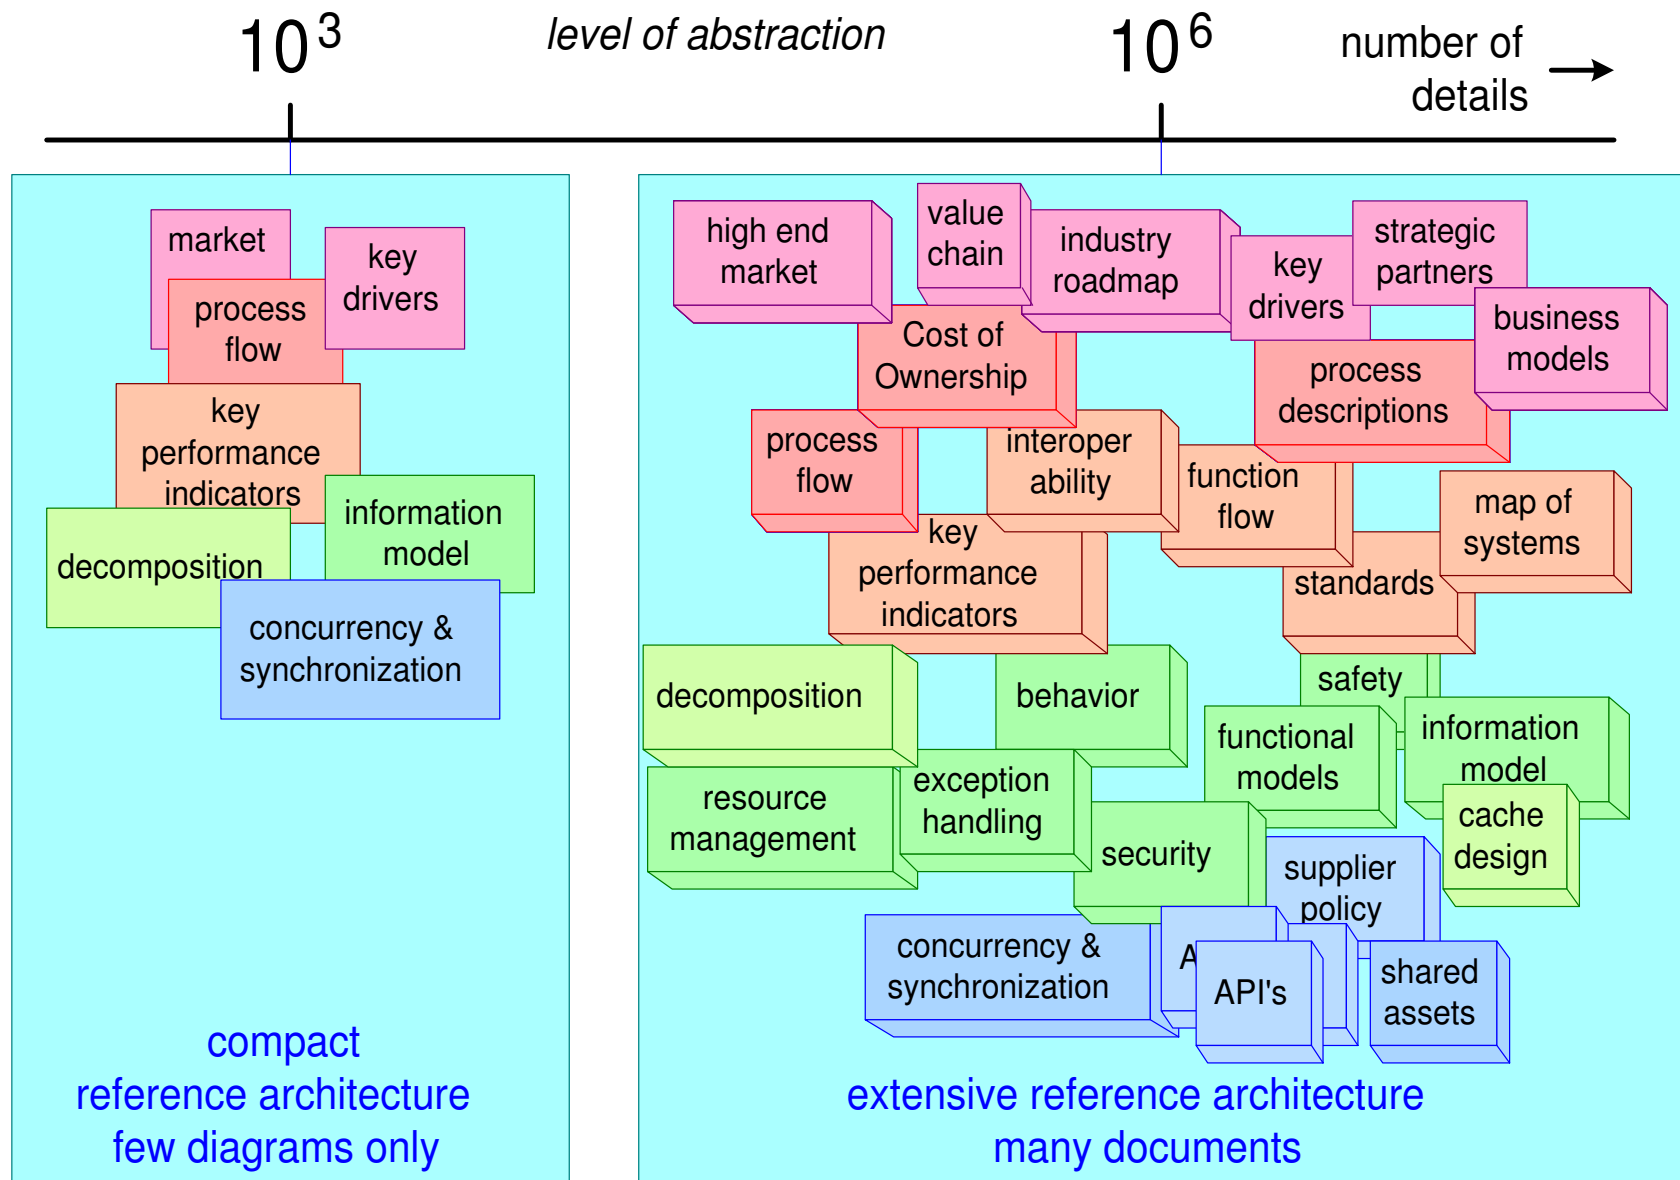 10^3
level of abstraction
10^6
number of
details
market
key
drivers
process
flow
key
performance
indicators
information
model
decomposition
concurrency &
synchronization
compact
reference architecture
few diagrams only
high end
market
value
chain
industry
roadmap
key
drivers
strategic
partners
business
models
Cost of
Ownership
process
descriptions
process
flow
interoper
ability
function
flow
map of
systems
key
performance
indicators
standards
decomposition
behavior
safety
functional
models
information
model
resource
management
exception
handling
security
cache
design
supplier
policy
concurrency &
synchronization
A
API's
shared
assets
extensive reference architecture
many documents